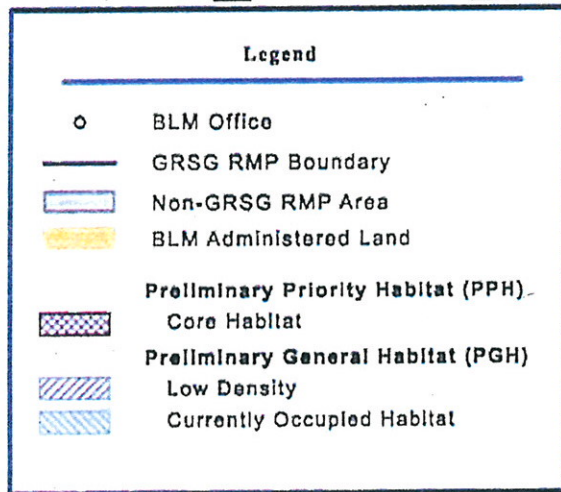 Legend
BLM Office
GRSG RMP Boundary
Non-GRSG RMP Area
BLM Administered Land
Preliminary Priority Habitat (PPH)
Core Habitat
Preliminary General Habitat (PGH)
Low Density
Currently Occupied Habitat